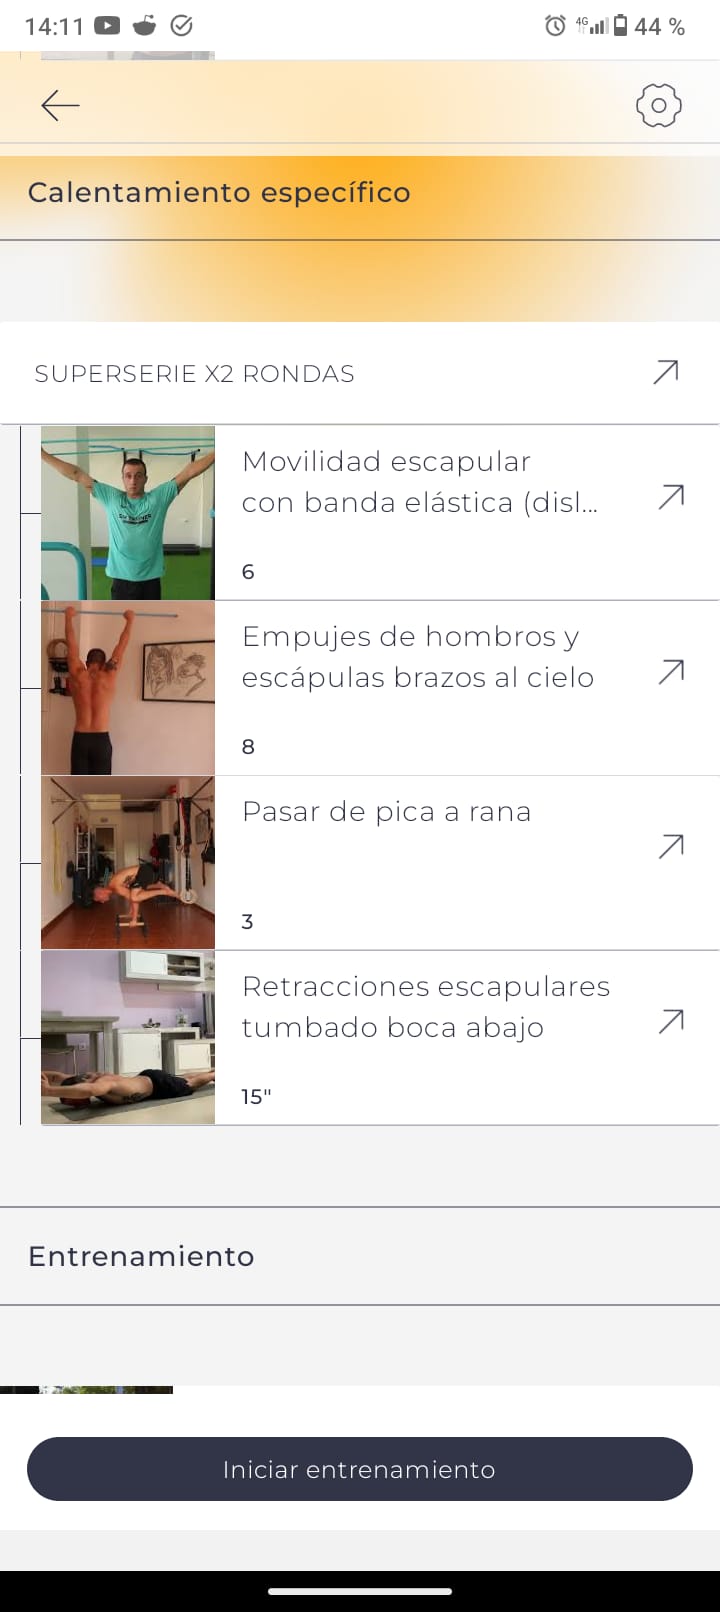 14:11
4G
44 %
Calentamiento específico
SUPERSERIE X2 RONDAS
Movilidad escapular
con banda elástica (disl...
6
Empujes de hombros y
escápulas brazos al cielo
8
Pasar de pica a rana
3
Retracciones escapulares
tumbado boca abajo
15"
Entrenamiento
Iniciar entrenamiento